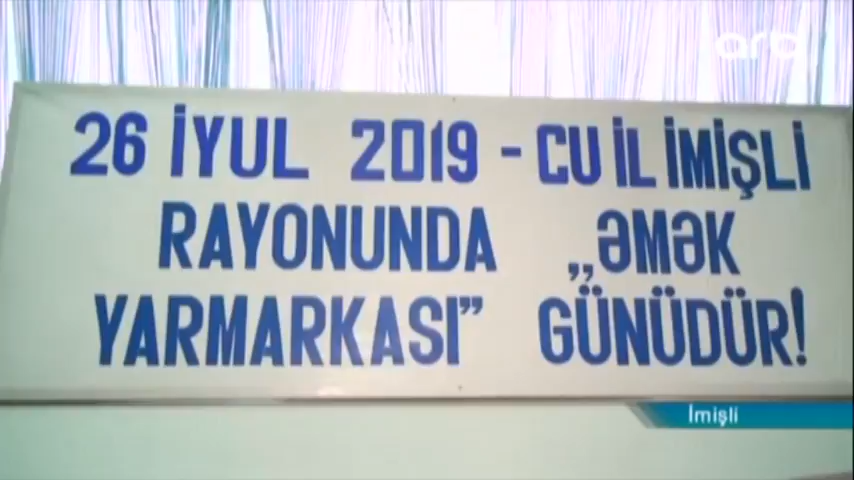 arb
26 İYUL 2019 - CU İL İMİŞLİ
RAYONUNDA „ƏMƏK
YARMARKASI” GÜNÜDÜR!
İmişli